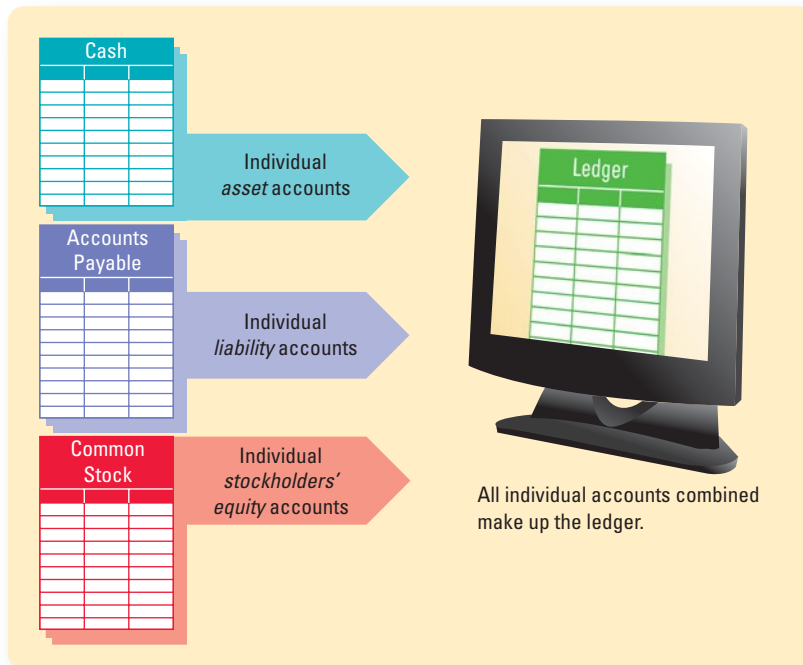 Cash
Individual
asset accounts
Accounts
Payable
Individual
liability accounts
Common
Stock
Individual
stockholders'
equity accounts
Ledger
All individual accounts combined
make up the ledger.